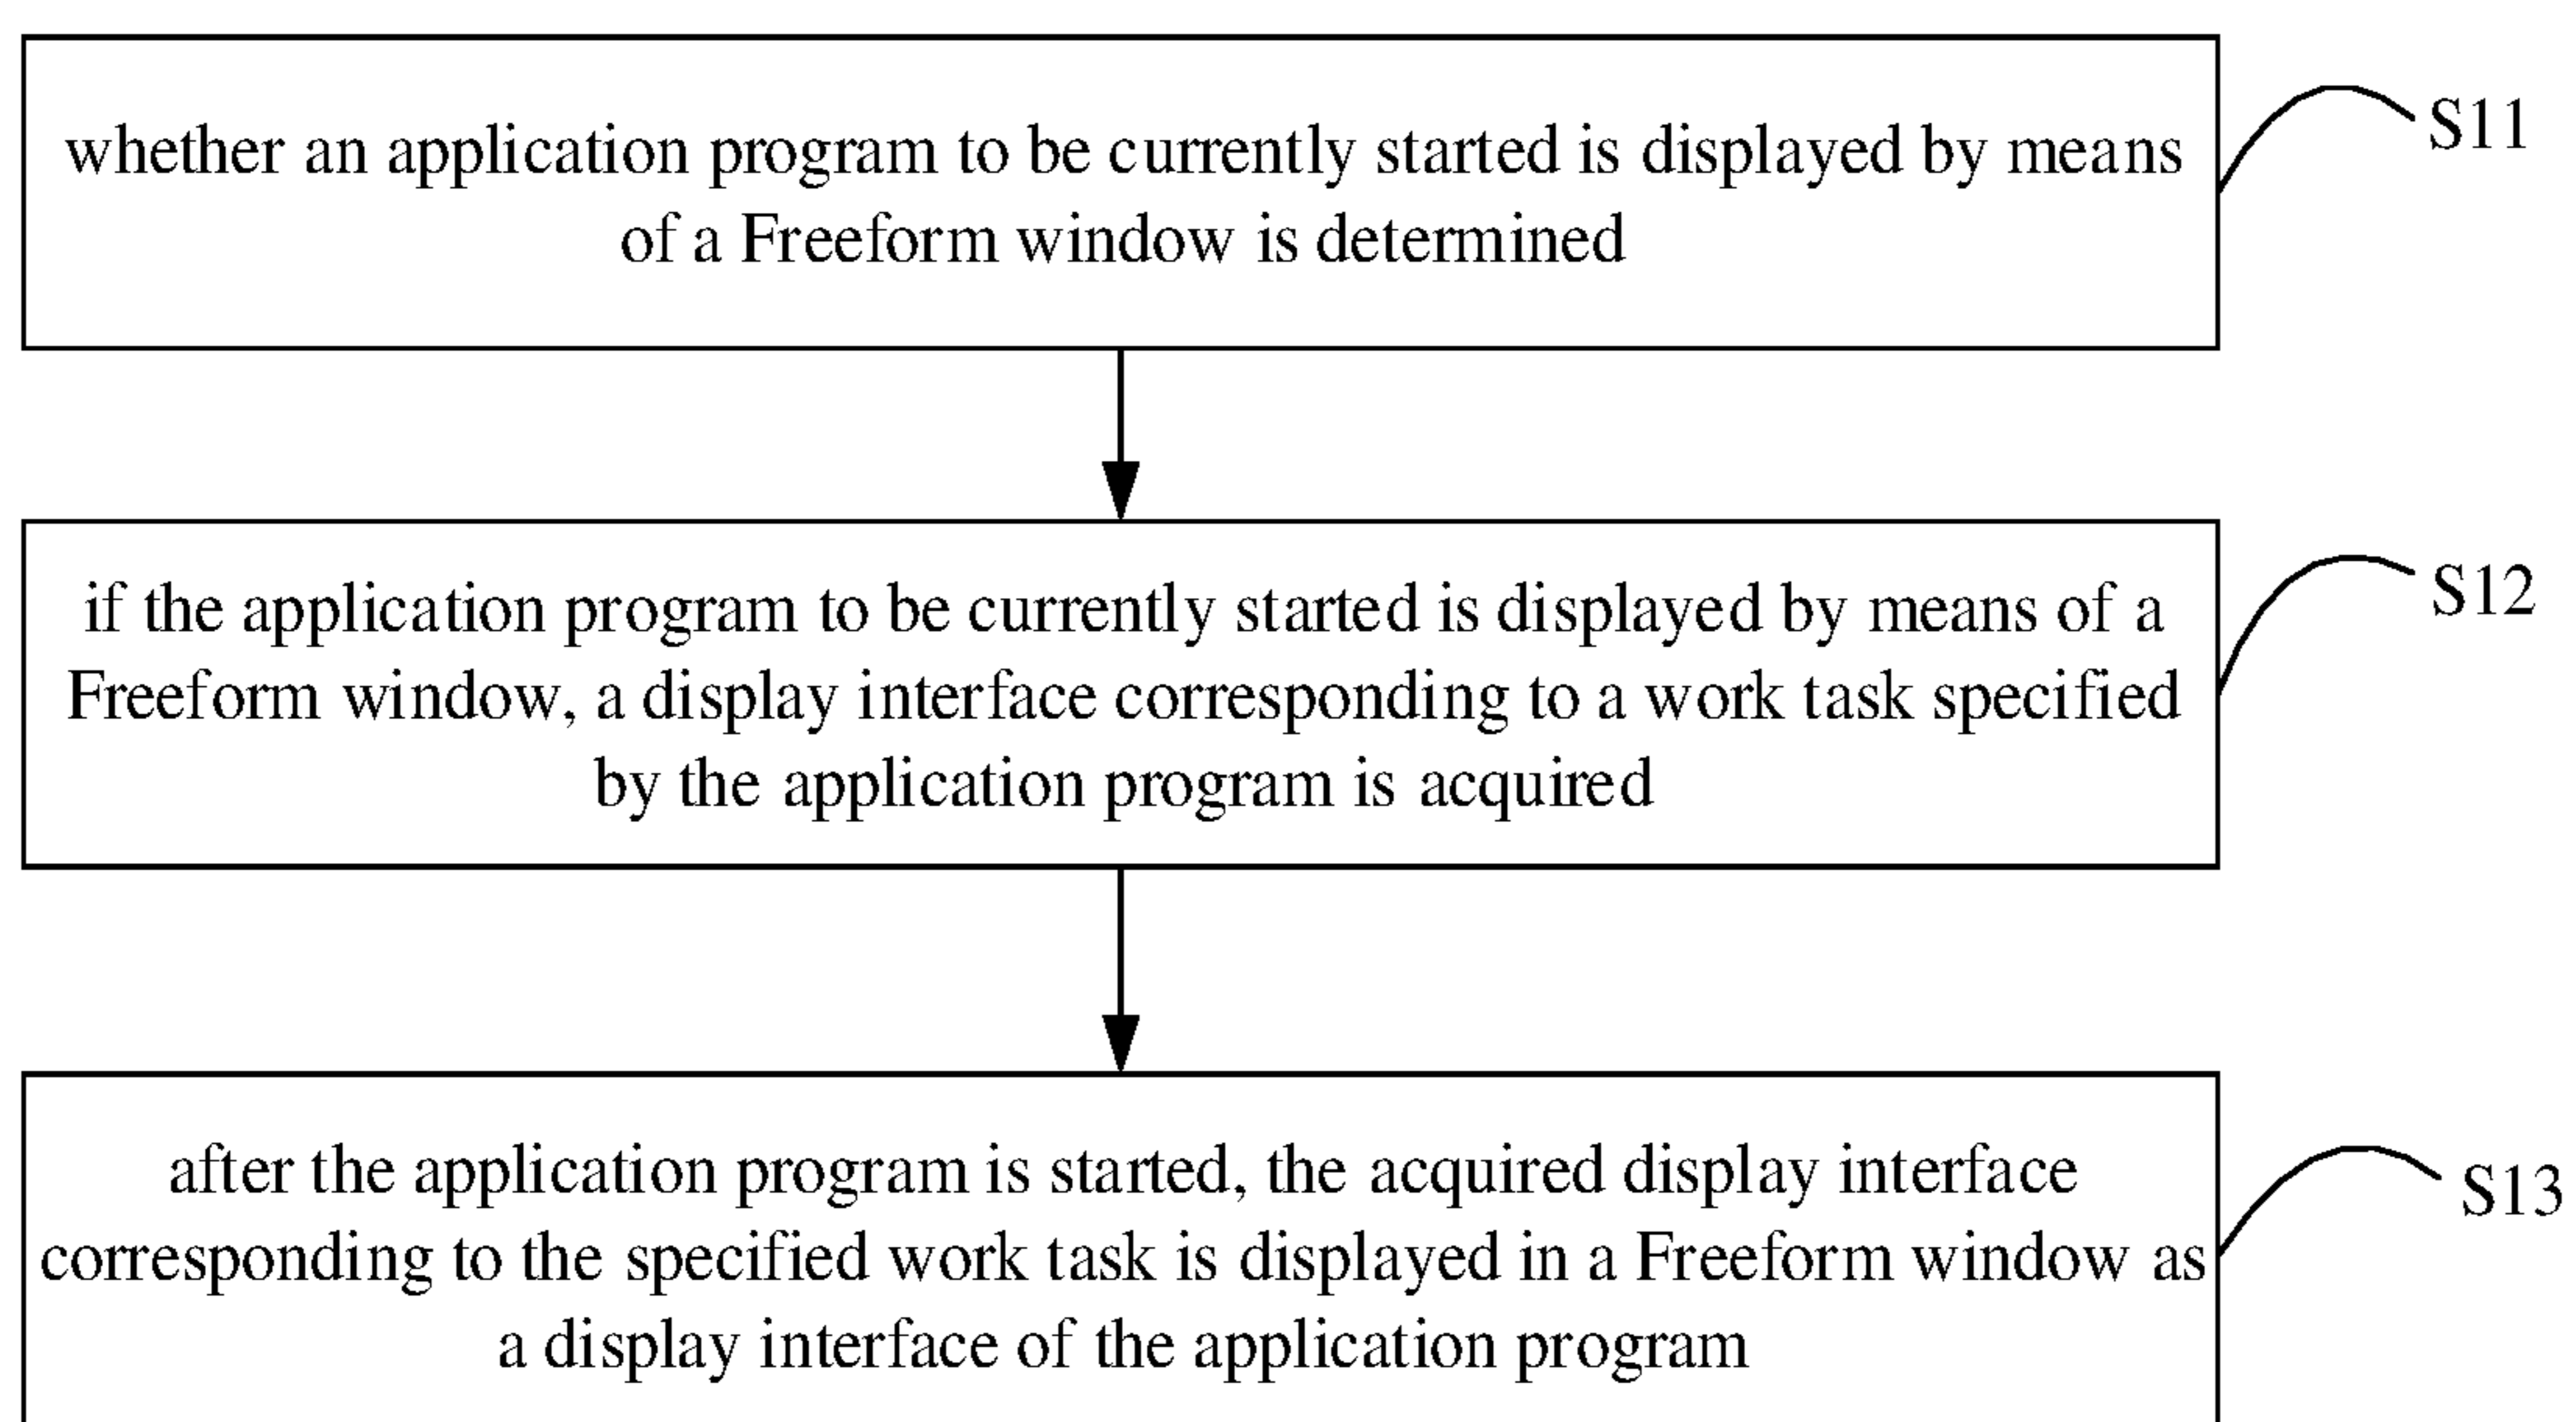 whether an application program to be currently started is displayed by means
of a Freeform window is determined
S11
if the application program to be currently started is displayed by means of a
Freeform window, a display interface corresponding to a work task specified
by the application program is acquired
S12
after the application program is started, the acquired display interface
corresponding to the specified work task is displayed in a Freeform window as
a display interface of the application program
S13